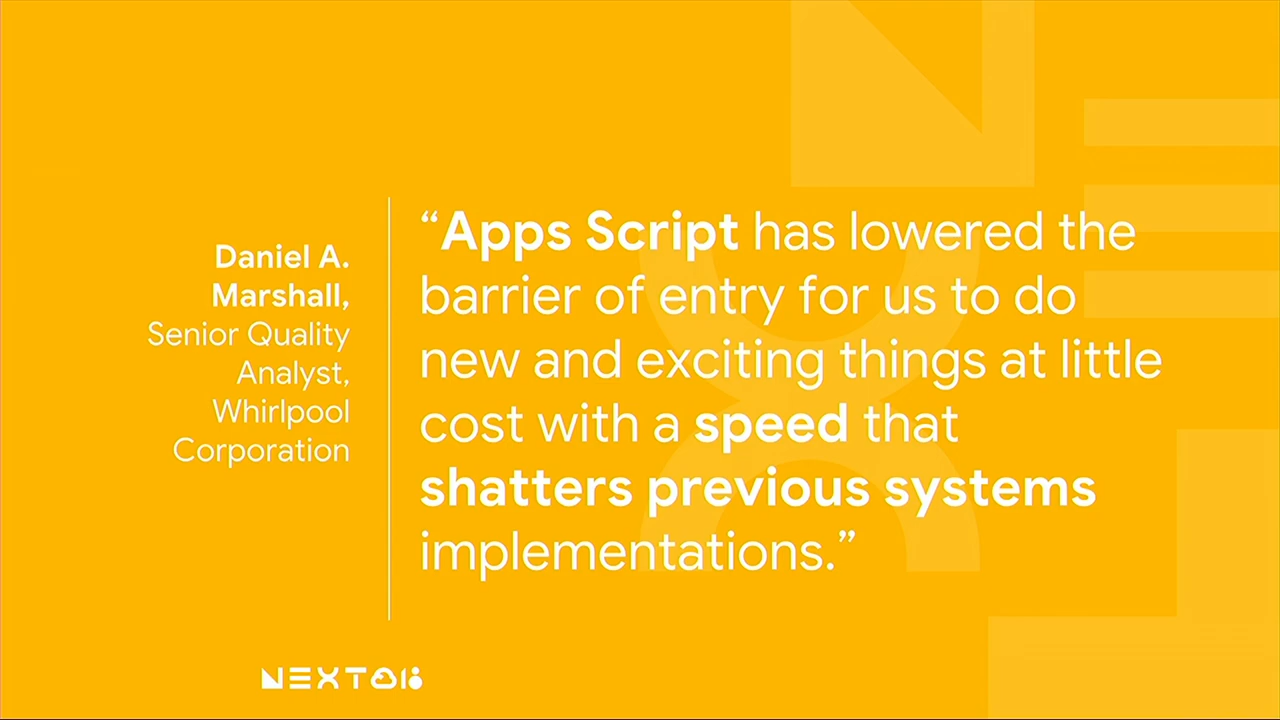 Daniel A.
Marshall,
Senior Quality
Analyst,
Whirlpool
Corporation
“Apps Script has lowered the
barrier of entry for us to do
new and exciting things at little
cost with a speed that
shatters previous systems
implementations.”
NEXT18